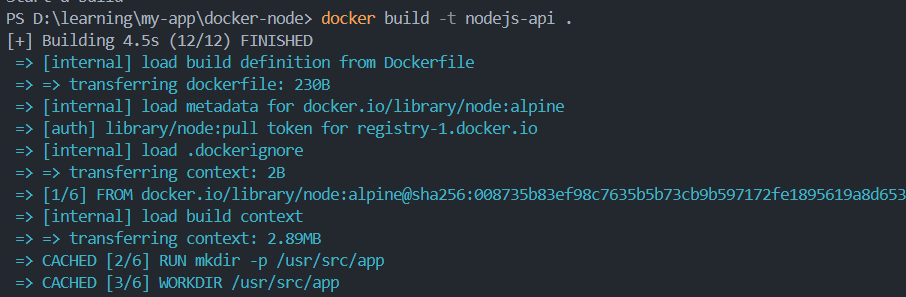 Start a build
PS D:\learning\my-app\docker-node> docker build -t nodejs-api .
[+] Building 4.5s (12/12) FINISHED
=> [internal] load build definition from Dockerfile
=> => transferring dockerfile: 230B
=> [internal] load metadata for docker.io/library/node:alpine
=> [auth] library/node:pull token for registry-1.docker.io
=> [internal] load .dockerignore
=> => transferring context: 2B
=> [1/6] FROM docker.io/library/node:alpine@sha256:008735b83ef98c7635b5b73cb9b597172fe1895619a8d653
=> [internal] load build context
=> => transferring context: 2.89MB
=> CACHED [2/6] RUN mkdir -p /usr/src/app
=> CACHED [3/6] WORKDIR /usr/src/app